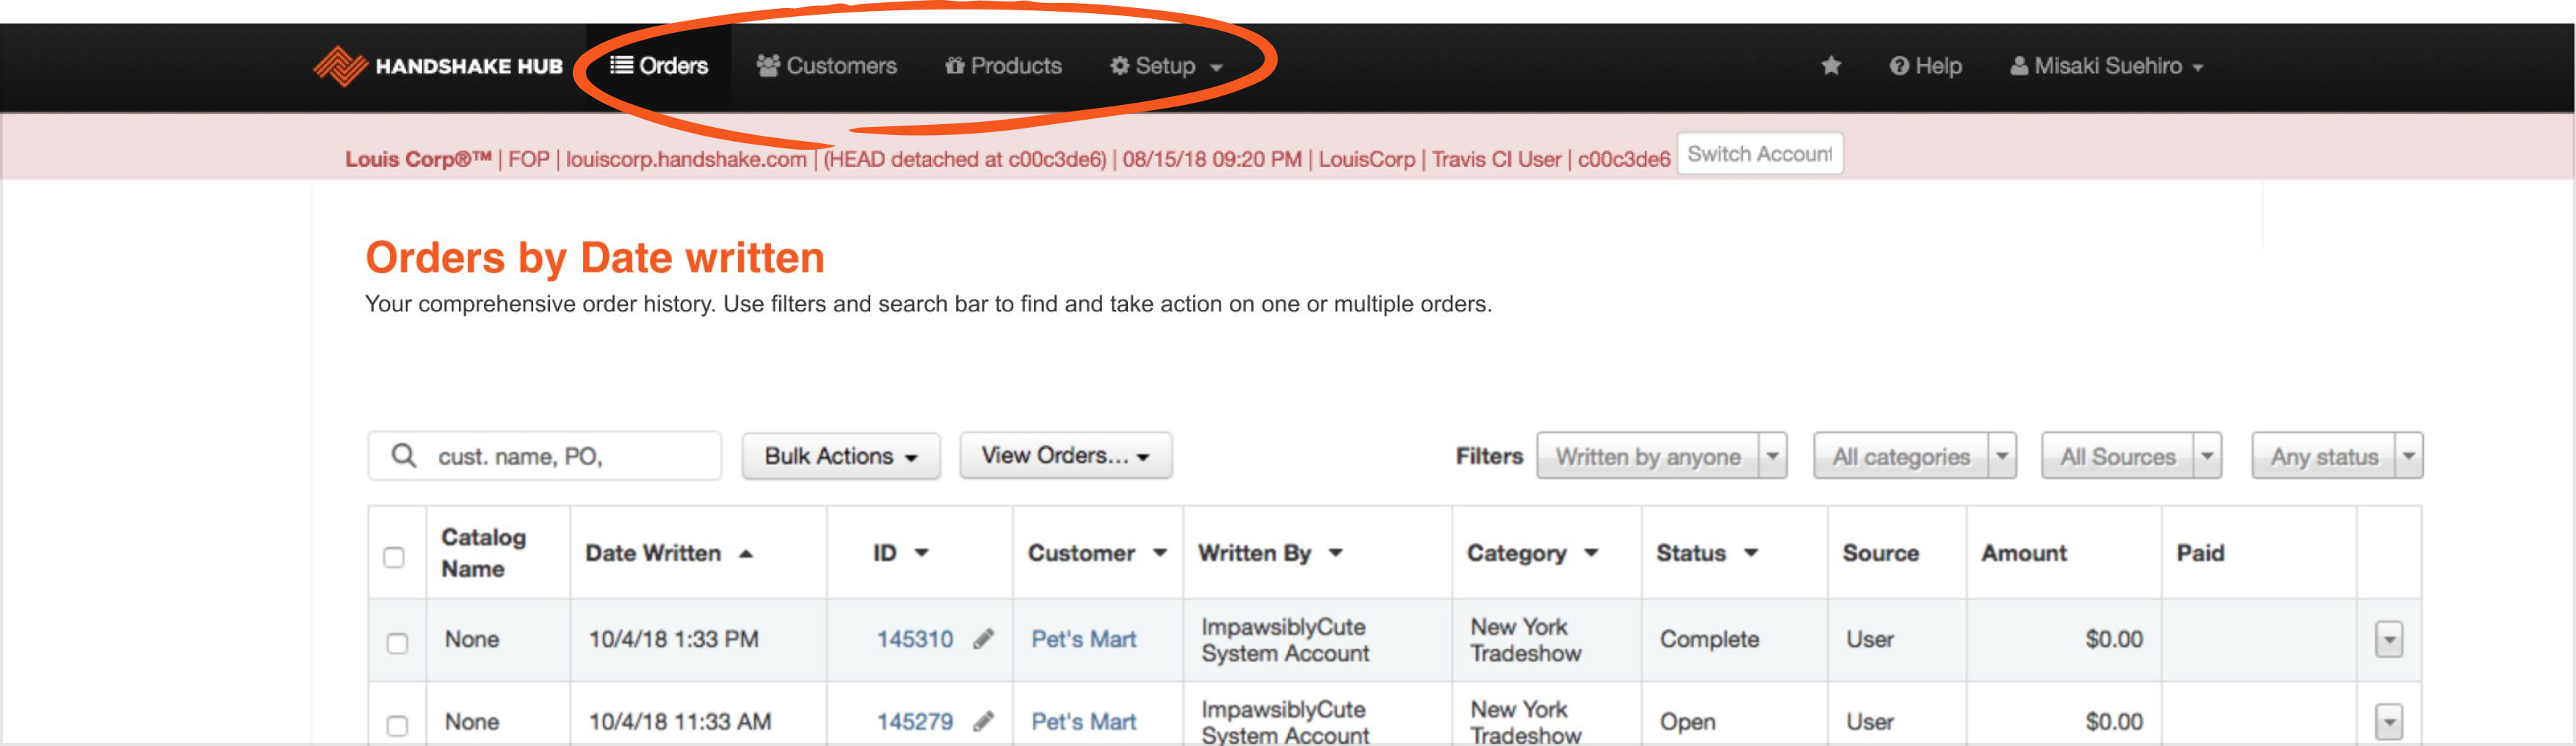 HANDSHAKE HUB Orders Customers Products Setup Help Misaki Suehiro
Louis Corp®™ | FOP | louiscorp.handshake.com | (HEAD detached at c00c3de6) | 08/15/18 09:20 PM | LouisCorp | Travis CI User | c00c3de6 Switch Account
Orders by Date written
Your comprehensive order history. Use filters and search bar to find and take action on one or multiple orders.
cust. name, PO, Bulk Actions View Orders... Filters Written by anyone All categories All Sources Any status
Catalog Name Date Written ID Customer Written By Category Status Source Amount Paid
None 10/4/18 1:33 PM 145310 Pet's Mart ImpawsiblyCute System Account New York Tradeshow Complete User $0.00
None 10/4/18 11:33 AM 145279 Pet's Mart ImpawsiblyCute System Account New York Tradeshow Open User $0.00